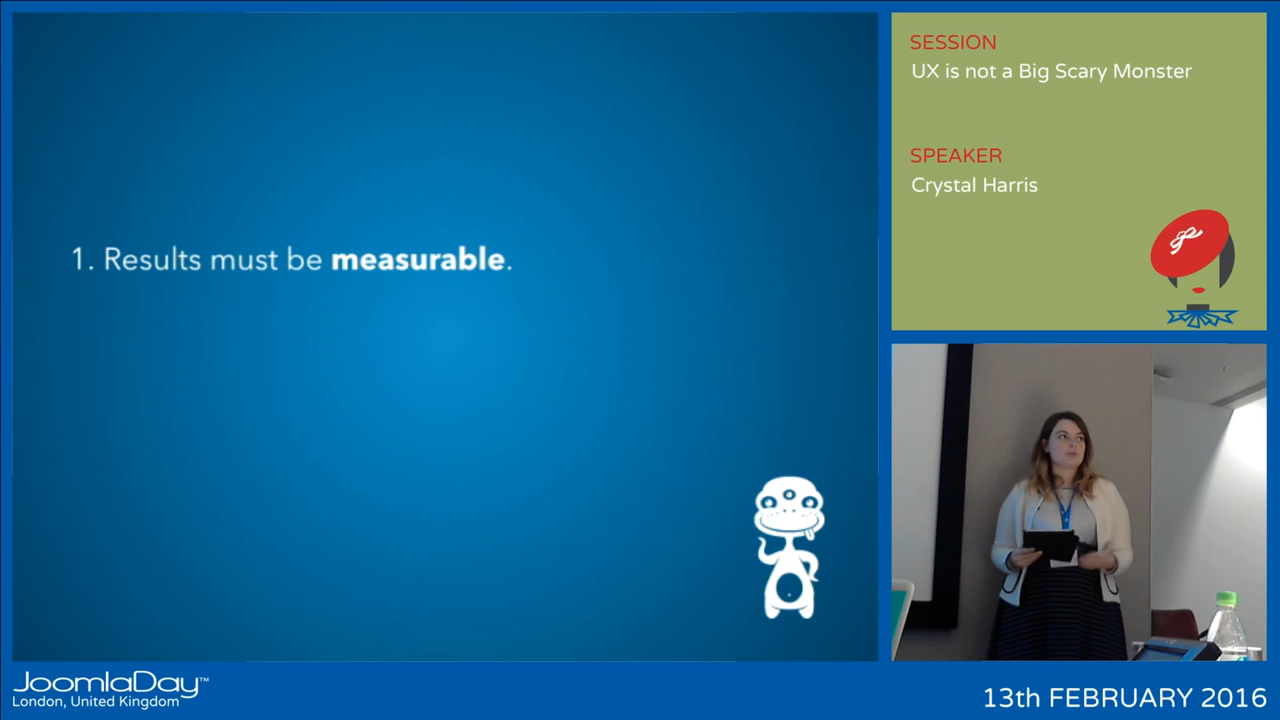 1. Results must be measurable.
SESSION
UX is not a Big Scary Monster
SPEAKER
Crystal Harris
JoomlaDay™
London, United Kingdom
13th FEBRUARY 2016